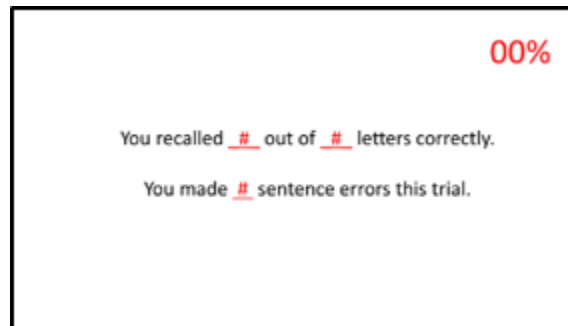 00%
You recalled # out of # letters correctly.
You made # sentence errors this trial.